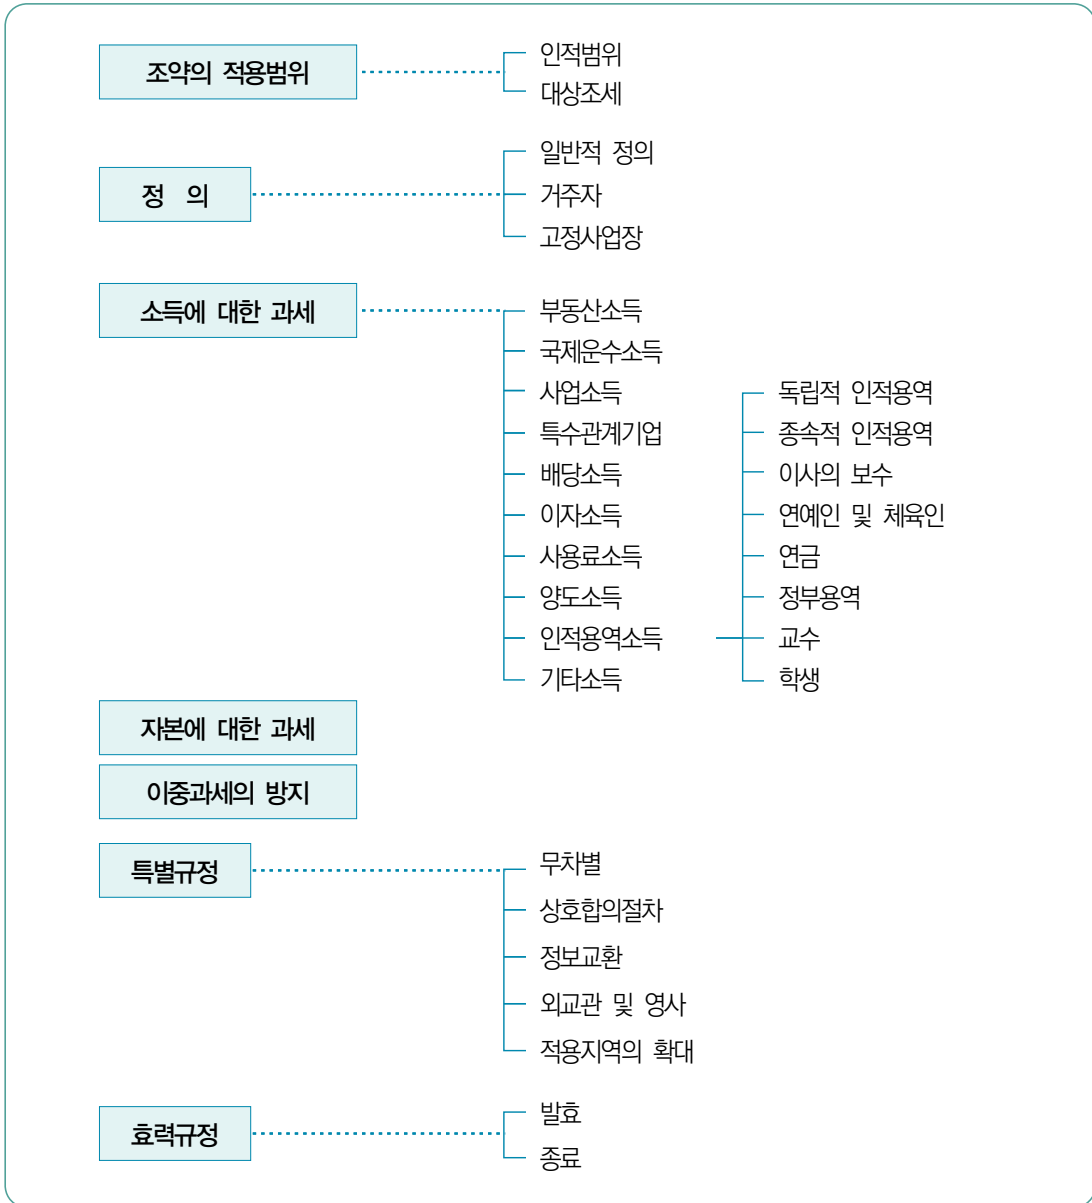 조약의 적용범위
인적범위
대상조세
정 의
일반적 정의
거주자
고정사업장
소득에 대한 과세
부동산소득
국제운수소득
사업소득
특수관계기업
배당소득
이자소득
사용료소득
양도소득
인적용역소득
기타소득
독립적 인적용역
종속적 인적용역
이사의 보수
연예인 및 체육인
연금
정부용역
교수
학생
자본에 대한 과세
이중과세의 방지
특별규정
무차별
상호합의절차
정보교환
외교관 및 영사
적용지역의 확대
효력규정
발효
종료